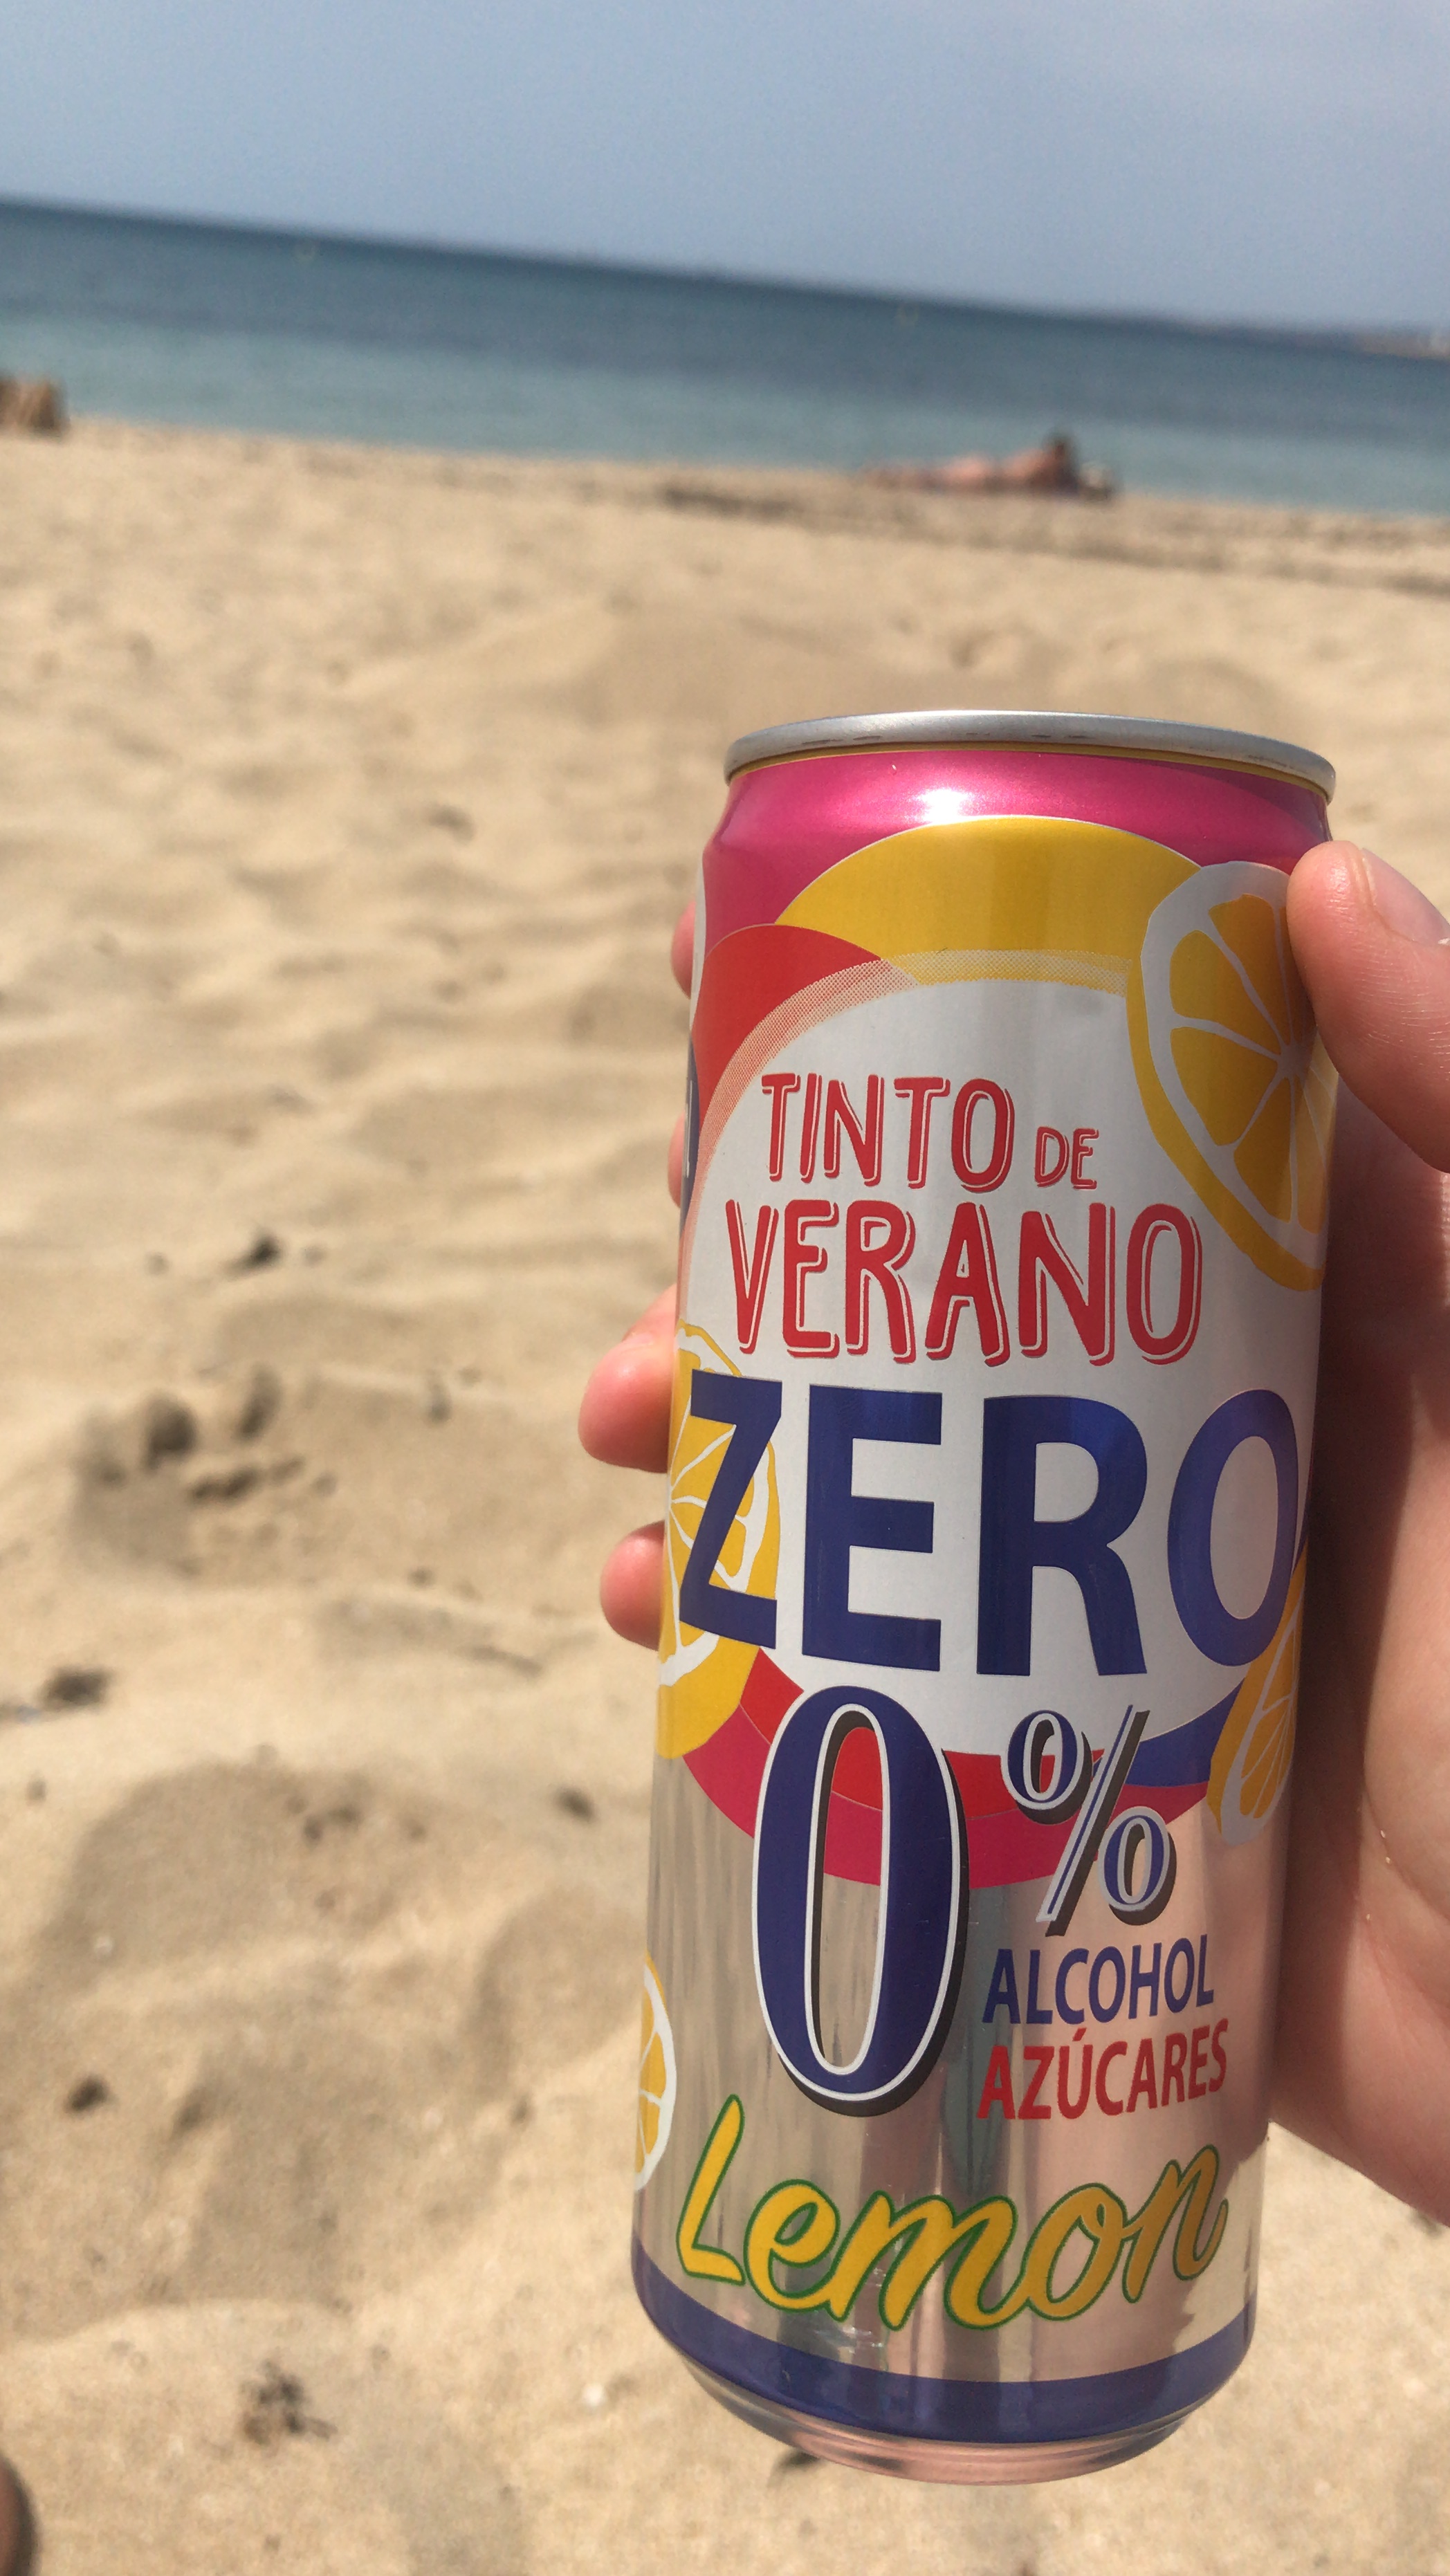 TINTO DE
VERANO
ZERO
0%
ALCOHOL
AZÚCARES
Lemon